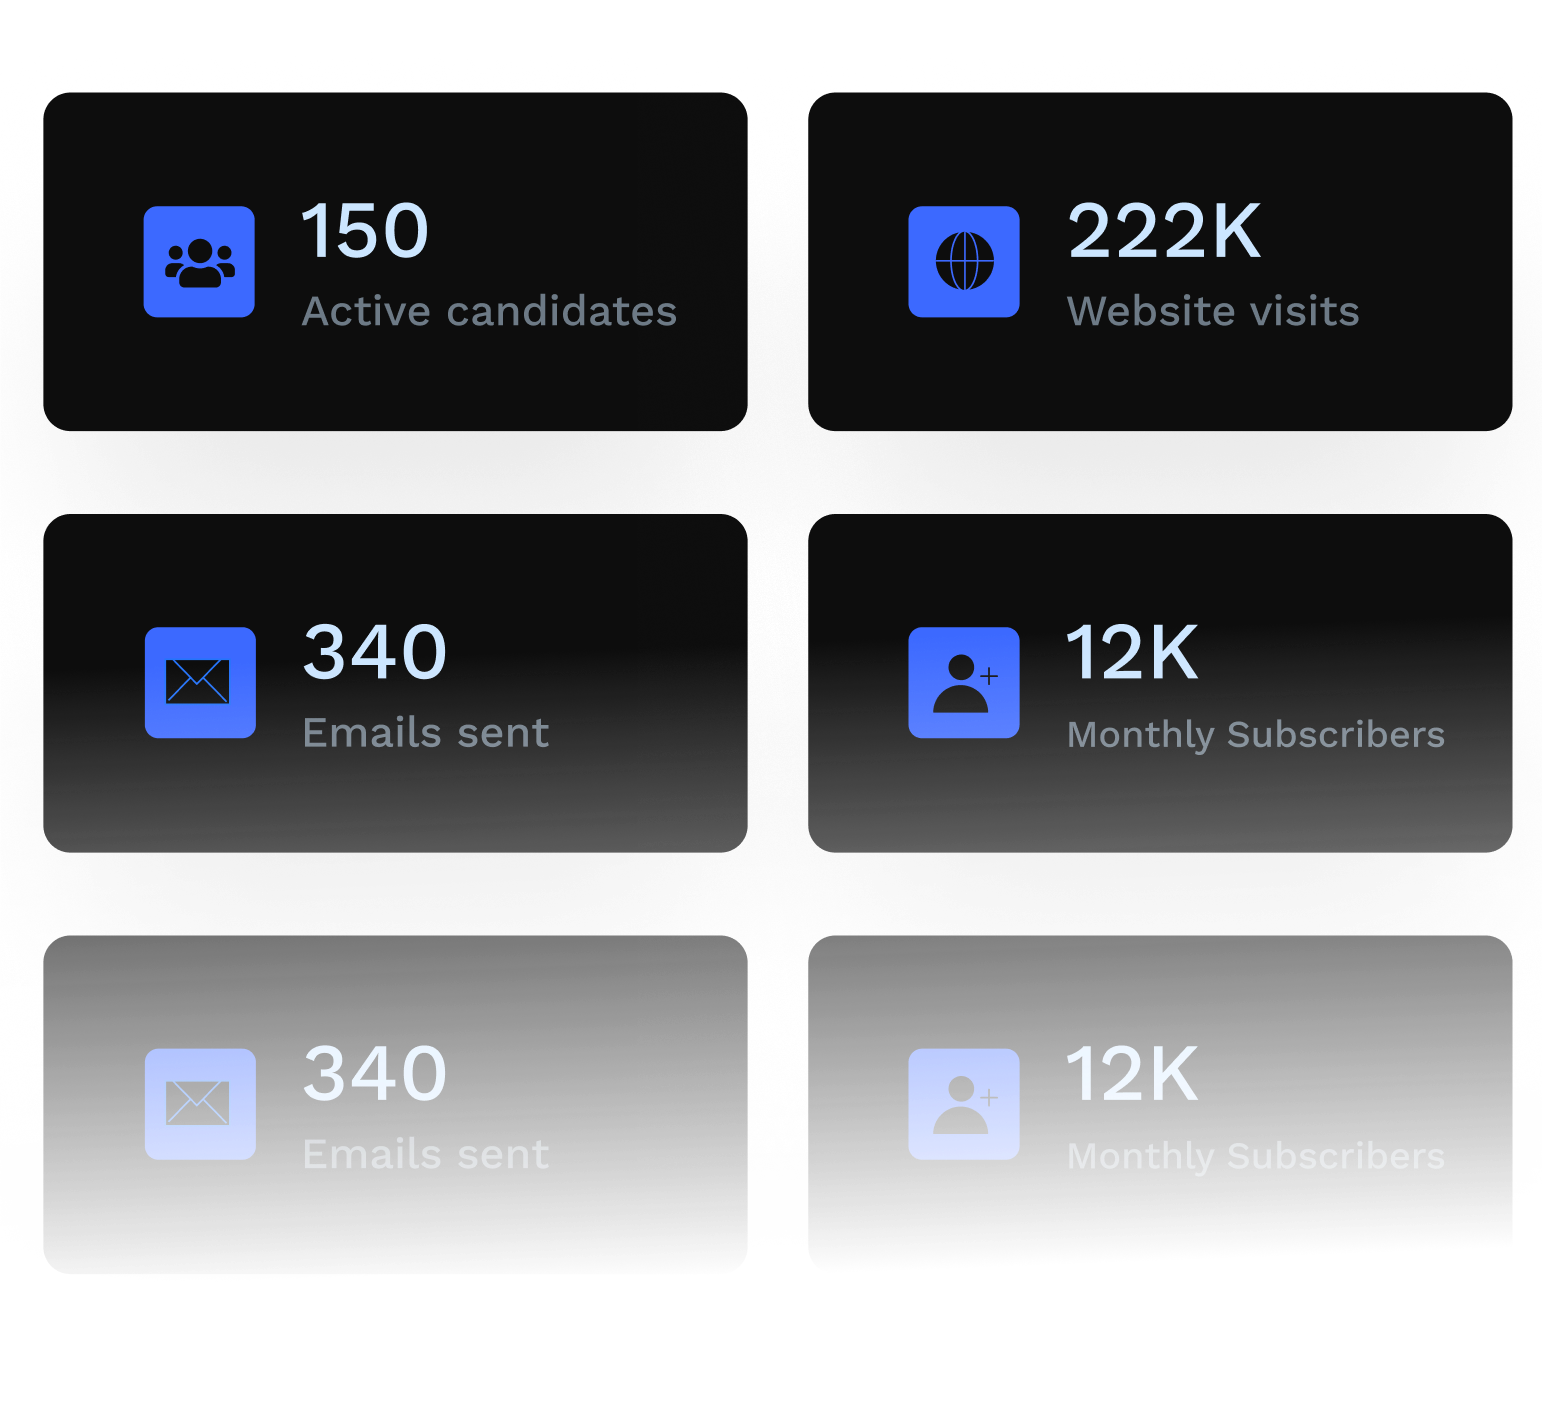 150
Active candidates
222K
Website visits
340
Emails sent
12K
Monthly Subscribers
340
Emails sent
12K
Monthly Subscribers